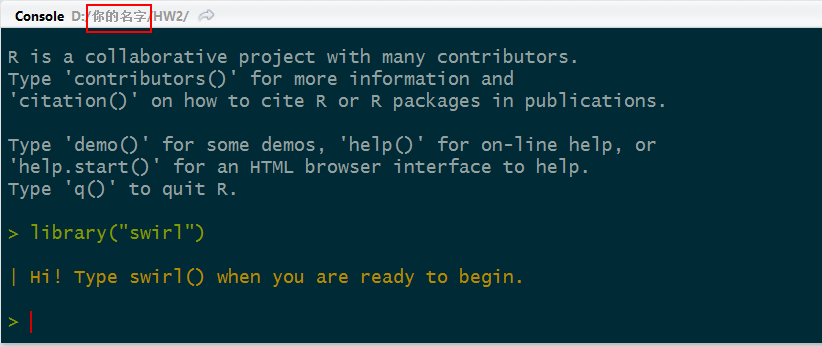 Console D:/你的名字/HW2/
R is a collaborative project with many contributors.
Type 'contributors()' for more information and
'citation()' on how to cite R or R packages in publications.
Type 'demo()' for some demos, 'help()' for on-line help, or
'help.start()' for an HTML browser interface to help.
Type 'q()' to quit R.
> library("swirl")
| Hi! Type swirl() when you are ready to begin.
>